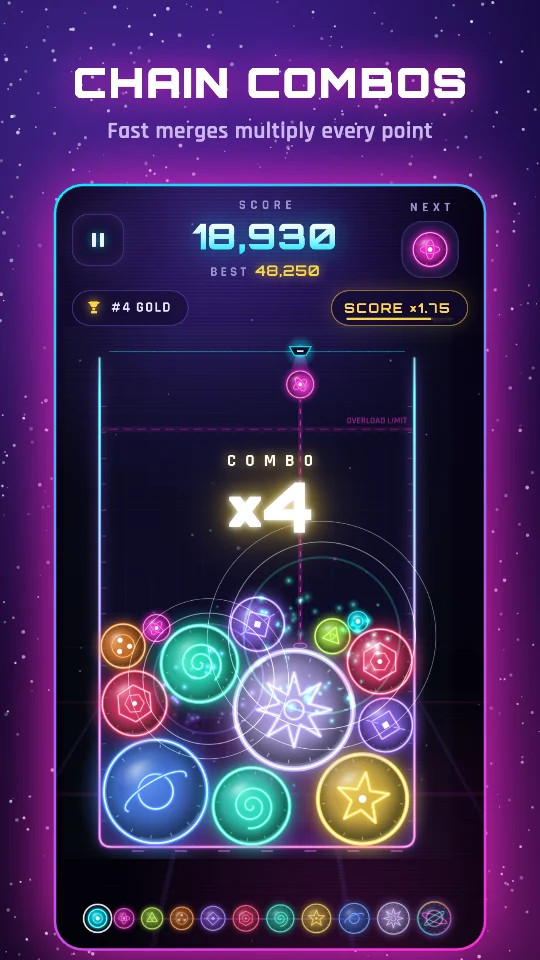 CHAIN COMBOS
Fast merges multiply every point
SCORE
18,930
BEST 48,250
NEXT
#4 GOLD
SCORE x1.75
OVERLOAD LIMIT
COMBO
x4